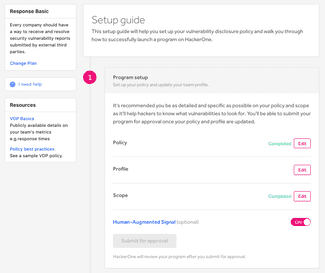 Response Basic
Every company should have
a way to receive and resolve
security vulnerability reports
submitted by external third
parties.
Change Plan
I need help
Resources
VDP Basics
Publicly available details on
your team's metrics
e.g.response times
Policy best practices
See a sample VDP policy.
Setup guide
This setup guide will help you set up your vulnerability disclosure policy and walk you through
how to successfully launch a program on HackerOne.
1
Program setup
Set up your policy and update your team profile.
It's recommended you be as detailed and specific as possible on your policy and scope
as it'll help hackers to know what vulnerabilities to look for. You'll be able to submit your
program for approval once your policy and profile are updated.
Policy
Completed
Edit
Profile
Edit
Scope
Completed
Edit
Human-Augmented Signal (optional)
ON
Submit for approval
HackerOne will review your program after you submit for approval.